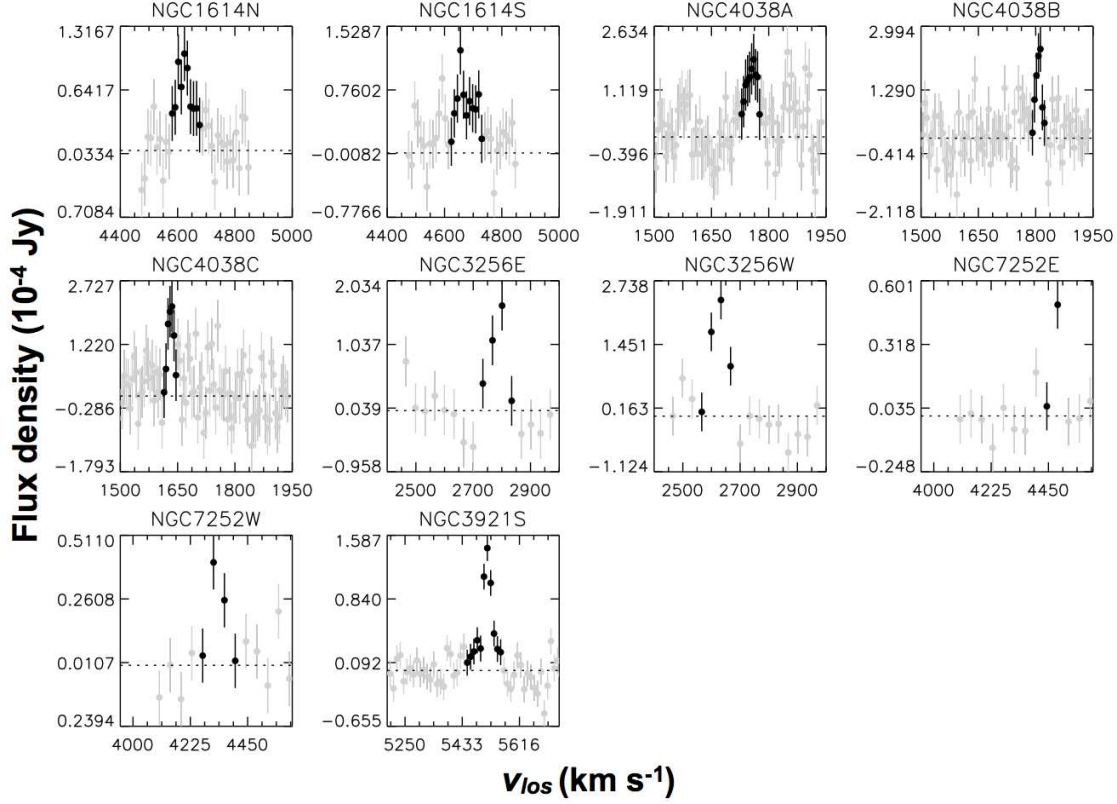 NGC1614N NGC1614S NGC4038A NGC4038B
1.3167 1.5287 2.634 2.994
0.6417 0.7602 1.119 1.290
0.0334 −0.0082 −0.396 −0.414
0.7084 −0.7766 −1.911 −2.118
4400 4600 4800 5000 4400 4600 4800 5000 1500 1650 1800 1950 1500 1650 1800 1950
NGC4038C NGC3256E NGC3256W NGC7252E
2.727 2.034 2.738 0.601
1.220 1.037 1.451 0.318
−0.286 0.039 0.163 0.035
−1.793 −0.958 −1.124 −0.248
1500 1650 1800 1950 2500 2700 2900 2500 2700 2900 4000 4225 4450
NGC7252W NGC3921S
0.5110 1.587
0.2608 0.840
0.0107 0.092
0.2394 −0.655
4000 4225 4450 5250 5433 5616
Flux density (10⁻⁴ Jy)
vlos (km s⁻¹)